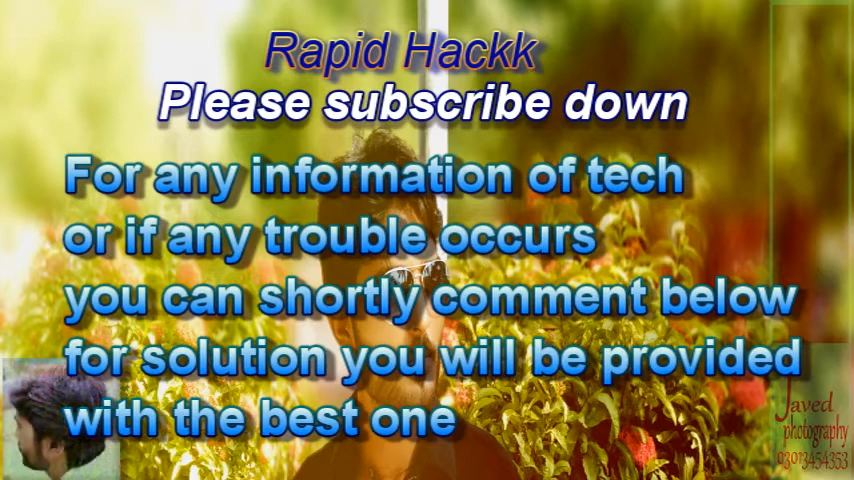 Rapid Hackk
Please subscribe down
For any information of tech
or if any trouble occurs
you can shortly comment below
for solution you will be provided
with the best one
Javed
photography
03013454353